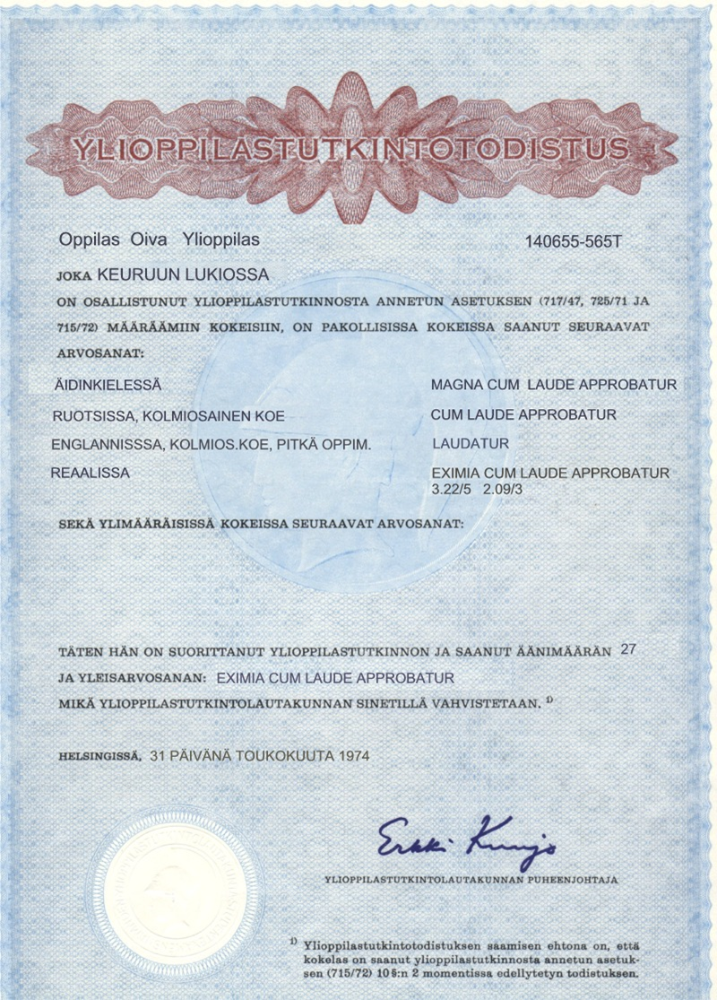 YLIOPPILASTUTKINTOTODISTUS
Oppilas Oiva Ylioppilas 140655-565T
JOKA KEURUUN LUKIOSSA
ON OSALLISTUNUT YLIOPPILASTUTKINNOSTA ANNETUN ASETUKSEN (717/47, 725/71 JA
715/72) MÄÄRÄÄMIIN KOKEISIIN, ON PAKOLLISISSA KOKEISSA SAANUT SEURAAVAT
ARVOSANAT:
ÄIDINKIELESSÄ MAGNA CUM LAUDE APPROBATUR
RUOTSISSA, KOLMIOSAINEN KOE CUM LAUDE APPROBATUR
ENGLANNISSSA, KOLMIOS.KOE, PITKÄ OPPIM. LAUDATUR
REAALISSA EXIMIA CUM LAUDE APPROBATUR
3.22/5 2.09/3
SEKÄ YLIMÄÄRÄISISSÄ KOKEISSA SEURAAVAT ARVOSANAT:
TÄTEN HÄN ON SUORITTANUT YLIOPPILASTUTKINNON JA SAANUT ÄÄNIMÄÄRÄN 27
JA YLEISARVOSANAN: EXIMIA CUM LAUDE APPROBATUR
MIKÄ YLIOPPILASTUTKINTOLAUTAKUNNAN SINETILLÄ VAHVISTETAAN. 1)
HELSINGISSÄ, 31 PÄIVÄNÄ TOUKOKUUTA 1974
Erkki
YLIOPPILASTUTKINTOLAUTAKUNNAN PUHEENJOHTAJA
1) Ylioppilastutkintotodistuksen saamisen ehtona on, että
kokelas on saanut ylioppilastutkinnosta annetun asetuk-
sen (715/72) 10 §:n 2 momentissa edellytetyn todistuksen.